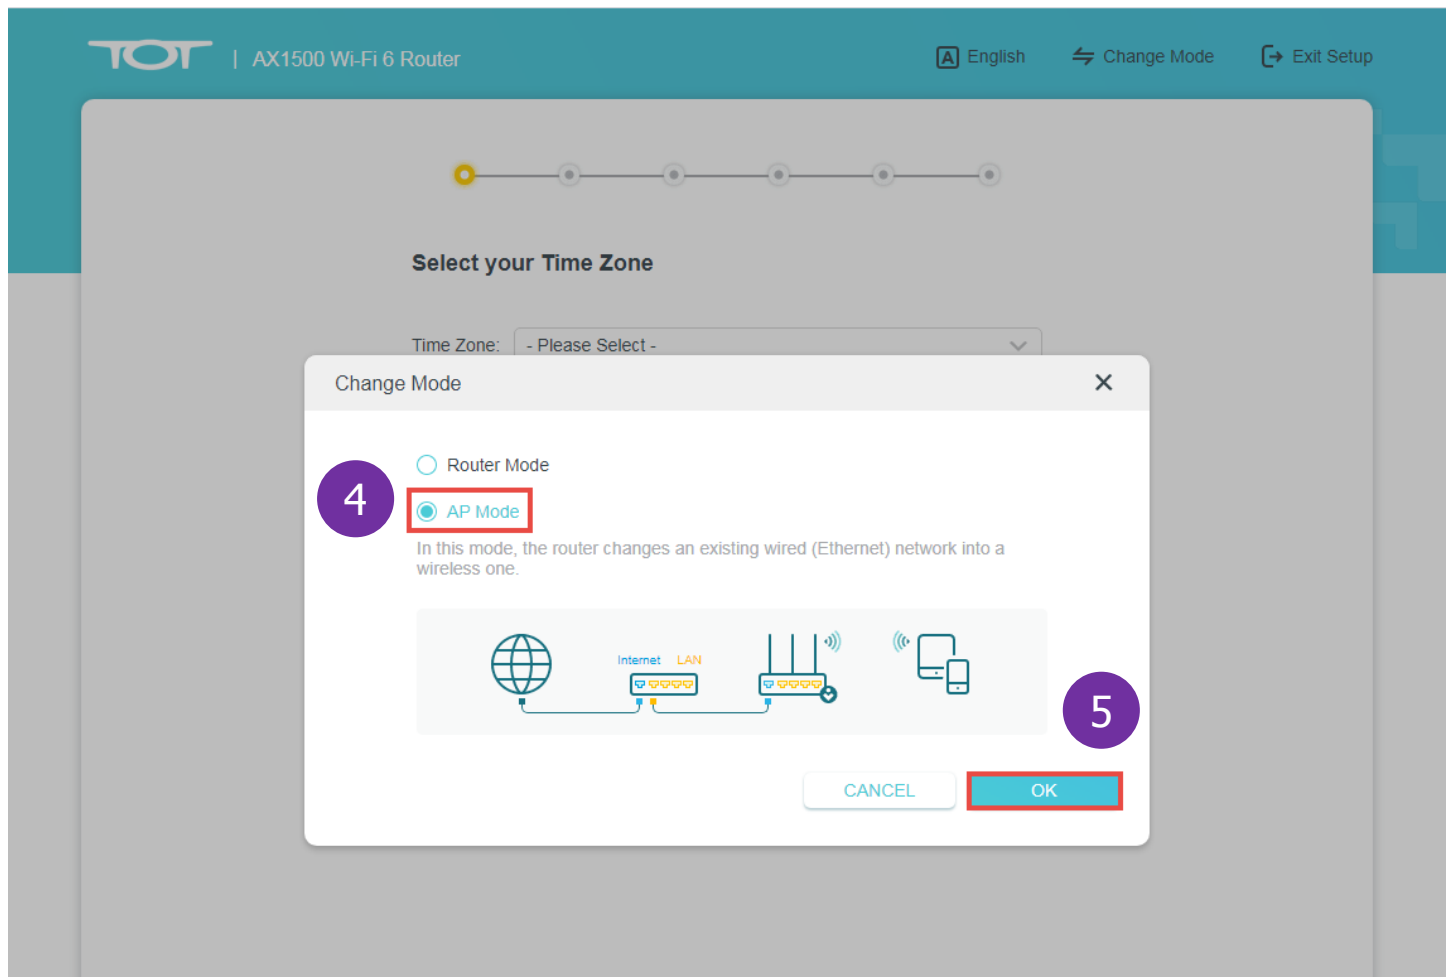 TOT | AX1500 Wi-Fi 6 Router
A English
Change Mode
Exit Setup
Select your Time Zone
Time Zone: - Please Select -
Change Mode
Router Mode
4
AP Mode
In this mode, the router changes an existing wired (Ethernet) network into a
wireless one.
Internet LAN
5
CANCEL
OK